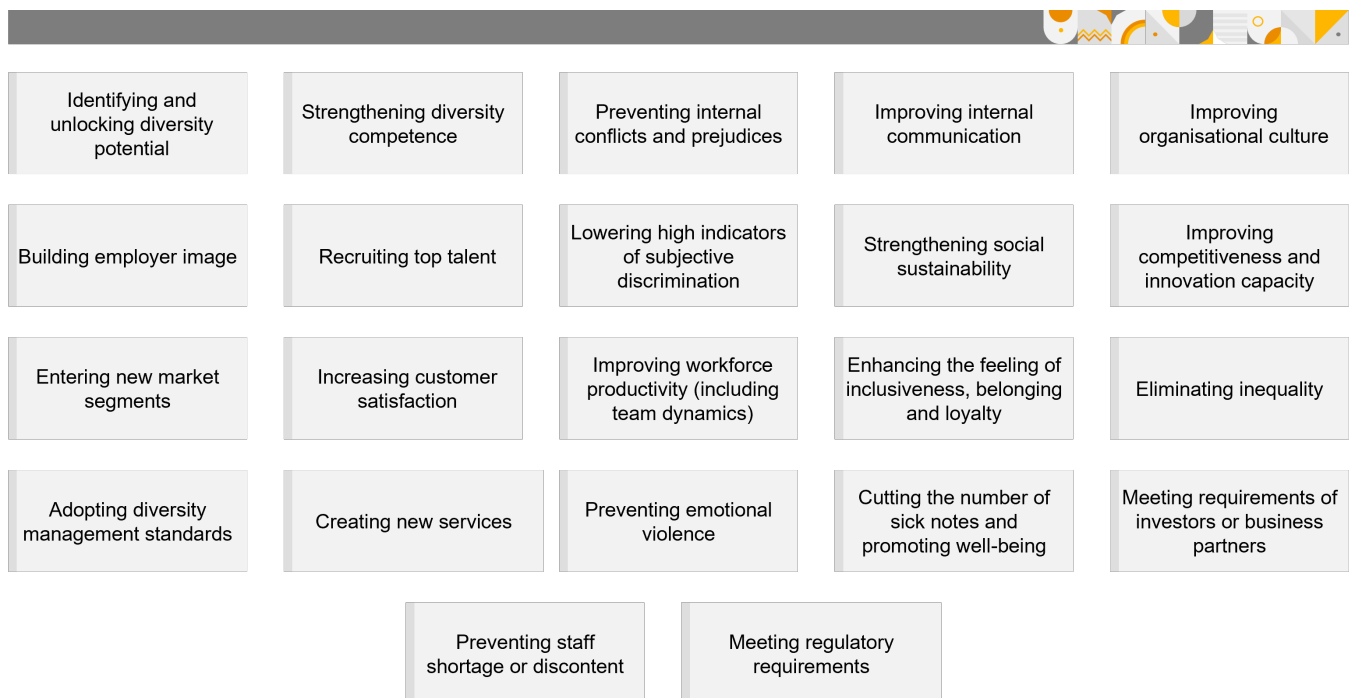 Identifying and
unlocking diversity
potential
Strengthening diversity
competence
Preventing internal
conflicts and prejudices
Improving internal
communication
Improving
organisational culture
Building employer image
Recruiting top talent
Lowering high indicators
of subjective
discrimination
Strengthening social
sustainability
Improving
competitiveness and
innovation capacity
Entering new market
segments
Increasing customer
satisfaction
Improving workforce
productivity (including
team dynamics)
Enhancing the feeling of
inclusiveness, belonging
and loyalty
Eliminating inequality
Adopting diversity
management standards
Creating new services
Preventing emotional
violence
Cutting the number of
sick notes and
promoting well-being
Meeting requirements of
investors or business
partners
Preventing staff
shortage or discontent
Meeting regulatory
requirements